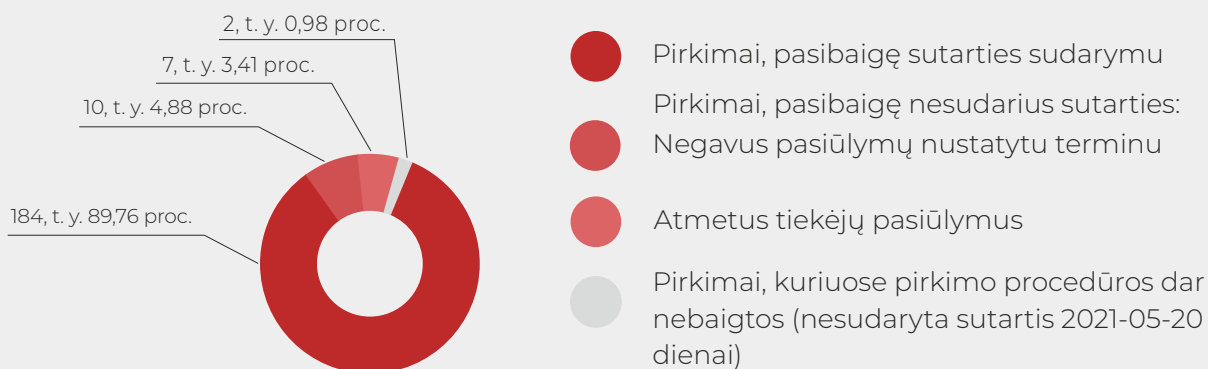 2, t. y. 0,98 proc.
7, t. y. 3,41 proc.
10, t. y. 4,88 proc.
184, t. y. 89,76 proc.
Pirkimai, pasibaigę sutarties sudarymu
Pirkimai, pasibaigę nesudarius sutarties:
Negavus pasiūlymų nustatytu terminu
Atmetus tiekėjų pasiūlymus
Pirkimai, kuriuose pirkimo procedūros dar
nebaigtos (nesudaryta sutartis 2021-05-20
dienai)